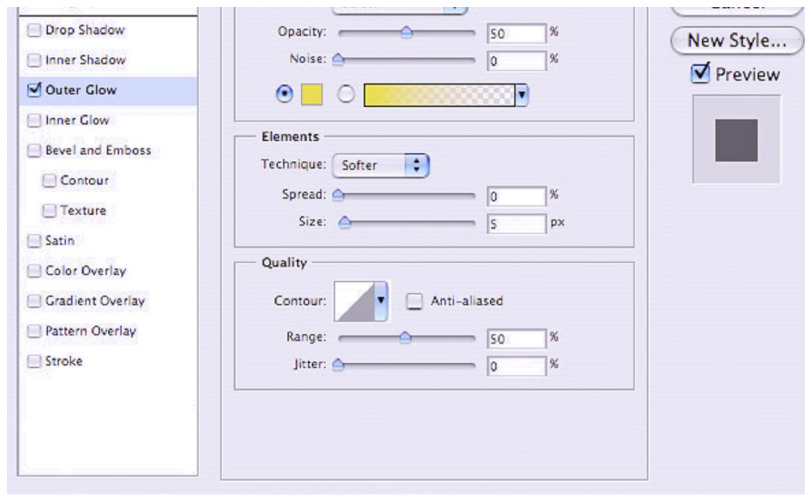 Drop Shadow
Inner Shadow
Outer Glow
Inner Glow
Bevel and Emboss
Contour
Texture
Satin
Color Overlay
Gradient Overlay
Pattern Overlay
Stroke
Opacity: 50 %
Noise: 0 %
Elements
Technique: Softer
Spread: 0 %
Size: 5 px
Quality
Contour: Anti-aliased
Range: 50 %
Jitter: 0 %
New Style...
Preview